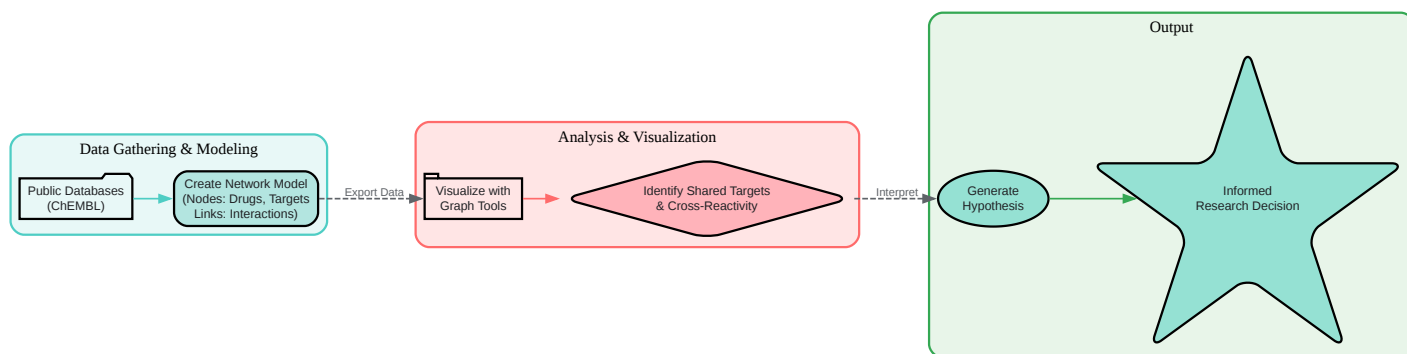 Data Gathering & Modeling
Public Databases
(ChEMBL)
Create Network Model
(Nodes: Drugs, Targets
Links: Interactions)
Export Data
Analysis & Visualization
Visualize with
Graph Tools
Identify Shared Targets
& Cross-Reactivity
Interpret
Output
Generate
Hypothesis
Informed
Research Decision